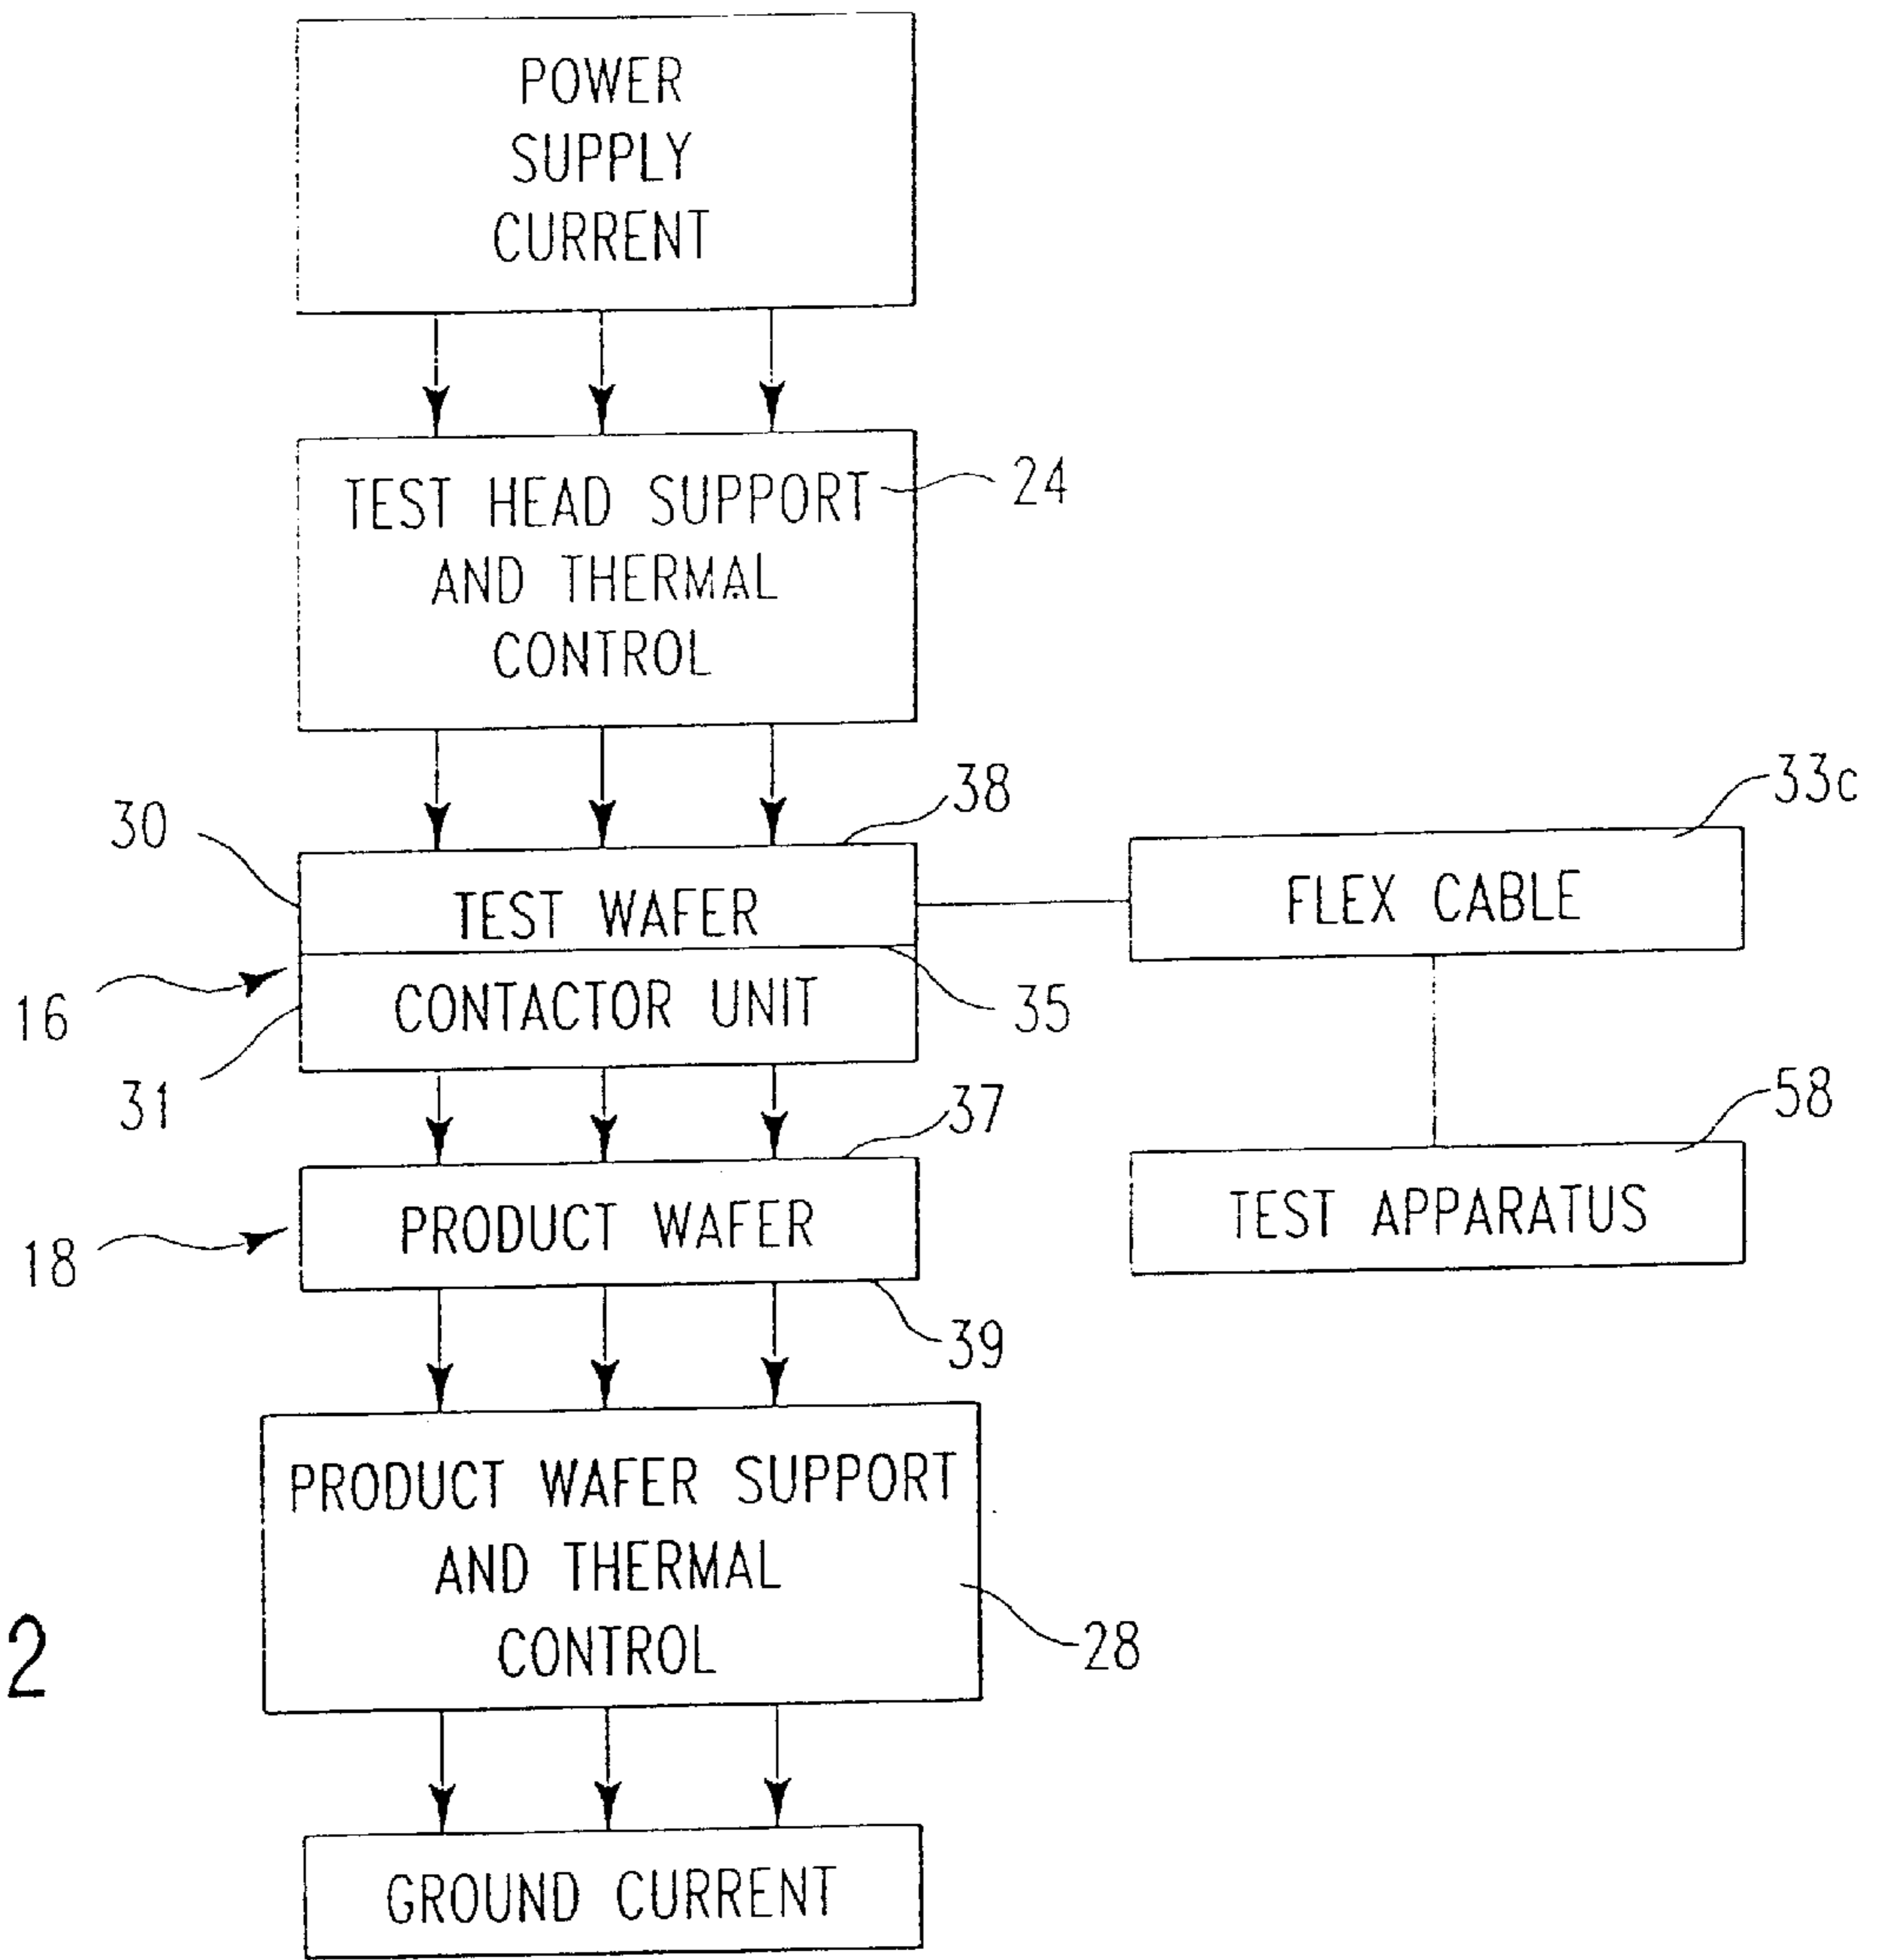 POWER
SUPPLY
CURRENT
TEST HEAD SUPPORT
AND THERMAL
CONTROL
24
38
30
TEST WAFER
33c
FLEX CABLE
16
CONTACTOR UNIT
35
31
37
58
18
PRODUCT WAFER
TEST APPARATUS
39
PRODUCT WAFER SUPPORT
AND THERMAL
CONTROL
28
2
GROUND CURRENT